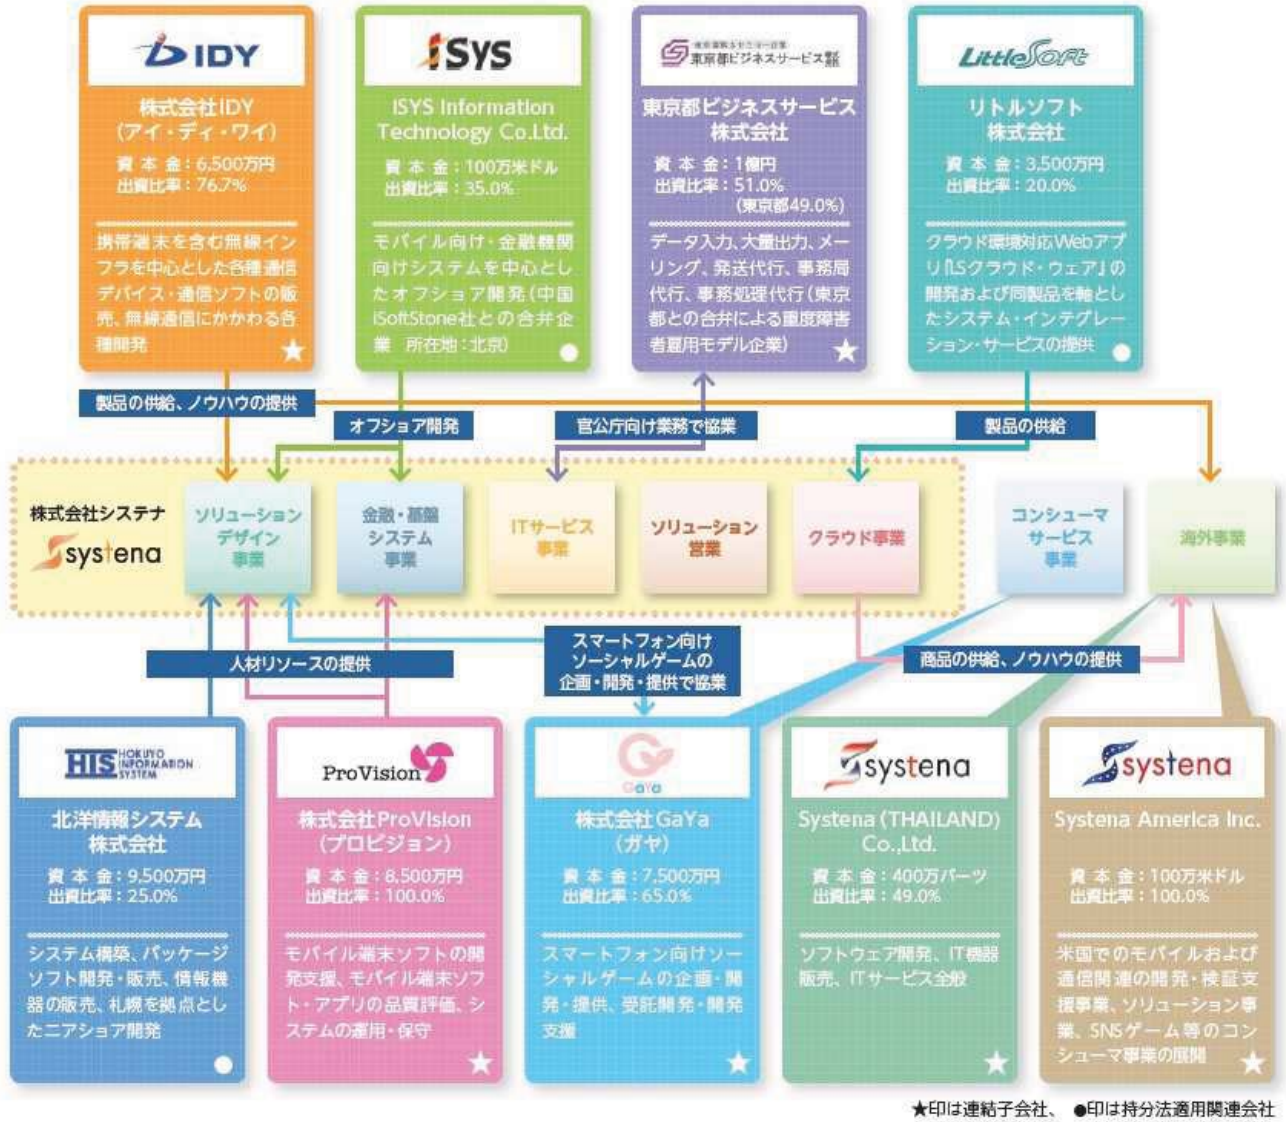 IDY
株式会社IDY
(アイ・ディ・ワイ)
資 本 金：6,500万円
出資比率：76.7%
携帯端末を含む無線イン
フラを中心とした各種通信
デバイス・通信ソフトの販
売、無線通信にかかわる各
種開発
★
iSYS
ISYS Information
Technology Co.Ltd.
資 本 金：100万米ドル
出資比率：35.0%
モバイル向け・金融機関
向けシステムを中心とし
たオフショア開発(中国
iSoftStone社との合弁企
業　所在地：北京)
●
東京都ビジネスサービス
東京都ビジネスサービス
株式会社
資 本 金：1億円
出資比率：51.0%
(東京都49.0%)
データ入力、大量出力、メー
リング、発送代行、事務局
代行、事務処理代行(東京
都との合弁による重度障害
者雇用モデル企業)
★
LittleSoft
リトルソフト
株式会社
資 本 金：3,500万円
出資比率：20.0%
クラウド環境対応Webアプ
リ『LSクラウド・ウェア』の
開発および同製品を軸とし
たシステム・インテグレー
ション・サービスの提供
●
製品の供給、ノウハウの提供
オフショア開発
官公庁向け業務で協業
製品の供給
株式会社システナ
systena
ソリューション
デザイン
事業
金融・基盤
システム
事業
ITサービス
事業
ソリューション
営業
クラウド事業
コンシューマ
サービス
事業
海外事業
人材リソースの提供
スマートフォン向け
ソーシャルゲームの
企画・開発・提供で協業
商品の供給、ノウハウの提供
HIS HOKUYO
INFORMATION
SYSTEM
北洋情報システム
株式会社
資 本 金：9,500万円
出資比率：25.0%
システム構築、パッケージ
ソフト開発・販売、情報機
器の販売、札幌を拠点とし
たニアショア開発
●
ProVision
株式会社ProVision
(プロビジョン)
資 本 金：8,500万円
出資比率：100.0%
モバイル端末ソフトの開
発支援、モバイル端末ソフ
ト・アプリの品質評価、シ
ステムの運用・保守
★
GaYa
株式会社GaYa
(ガヤ)
資 本 金：7,500万円
出資比率：65.0%
スマートフォン向けソー
シャルゲームの企画・開
発・提供、受託開発・開発
支援
★
systena
Systena (THAILAND)
Co.,Ltd.
資 本 金：400万バーツ
出資比率：49.0%
ソフトウェア開発、IT機器
販売、ITサービス全般
★
systena
Systena America Inc.
資 本 金：100万米ドル
出資比率：100.0%
米国でのモバイルおよび
通信関連の開発・検証支
援事業、ソリューション事
業、SNSゲーム等のコン
シューマ事業の展開
★
★印は連結子会社、 ●印は持分法適用関連会社